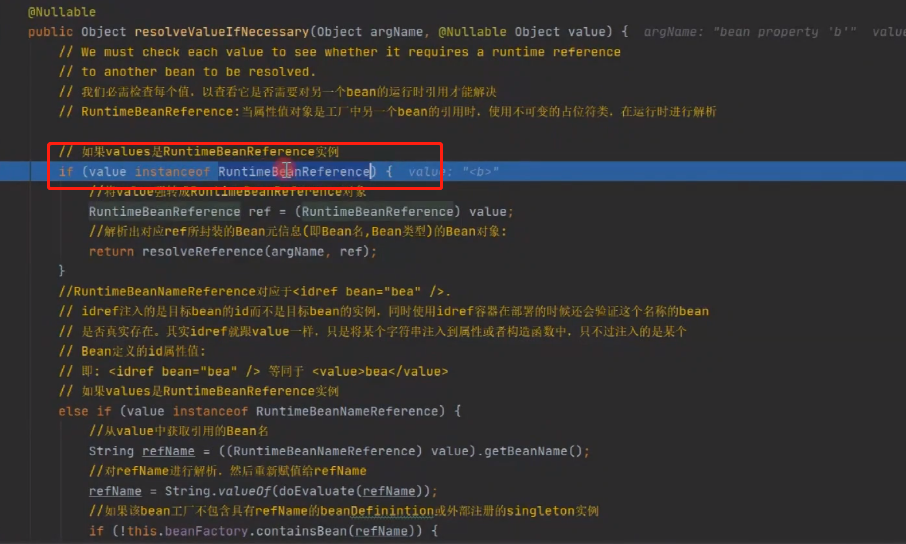 @Nullable
public Object resolveValueIfNecessary(Object argName, @Nullable Object value) { argName: "bean property 'b'" value
// We must check each value to see whether it requires a runtime reference
// to another bean to be resolved.
// 我们必需检查每个值，以查看它是否需要对另一个bean的运行时引用才能解决
// RuntimeBeanReference:当属性值对象是工厂中另一个bean的引用时，使用不可变的占位符类，在运行时进行解析
// 如果values是RuntimeBeanReference实例
if (value instanceof RuntimeBeanReference) { value: "<b>"
//将value强转成RuntimeBeanReference对象
RuntimeBeanReference ref = (RuntimeBeanReference) value;
//解析出对应ref所封装的Bean元信息(即Bean名,Bean类型)的Bean对象:
return resolveReference(argName, ref);
}
//RuntimeBeanNameReference对应于<idref bean="bea" />.
// idref注入的是目标bean的id而不是目标bean的实例，同时使用idref容器在部署的时候还会验证这个名称的bean
// 是否真实存在。其实idref就跟value一样，只是将某个字符串注入到属性或者构造函数中，只不过注入的是某个
// Bean定义的id属性值:
// 即: <idref bean="bea" /> 等同于 <value>bea</value>
// 如果values是RuntimeBeanReference实例
else if (value instanceof RuntimeBeanNameReference) {
//从value中获取引用的Bean名
String refName = ((RuntimeBeanNameReference) value).getBeanName();
//对refName进行解析，然后重新赋值给refName
refName = String.valueOf(doEvaluate(refName));
//如果该bean工厂不包含具有refName的beanDefinintion或外部注册的singleton实例
if (!this.beanFactory.containsBean(refName)) {